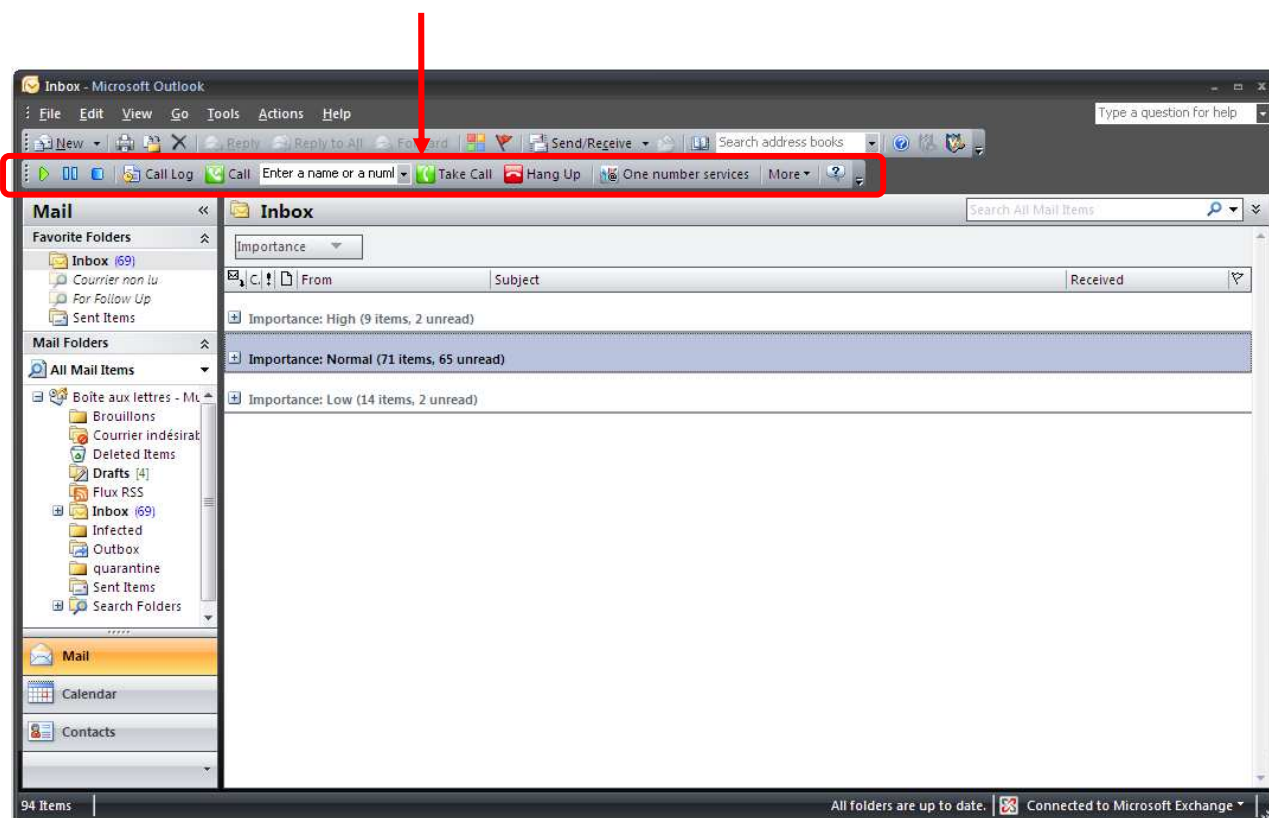 Inbox - Microsoft Outlook
File Edit View Go Tools Actions Help Type a question for help
New Reply Reply to All Forward Send/Receive Search address books
Call Log Call Enter a name or a numl Take Call Hang Up One number services More
Mail « Inbox Search All Mail Items
Favorite Folders
Importance
Inbox (69)
C. ! From Subject Received
Courrier non lu
For Follow Up
Sent Items
Importance: High (9 items, 2 unread)
Mail Folders
Importance: Normal (71 items, 65 unread)
All Mail Items
Boîte aux lettres - Mu
Importance: Low (14 items, 2 unread)
Brouillons
Courrier indésirab
Deleted Items
Drafts [4]
Flux RSS
Inbox (69)
Infected
Outbox
quarantine
Sent Items
Search Folders
Mail
Calendar
Contacts
94 Items All folders are up to date. Connected to Microsoft Exchange